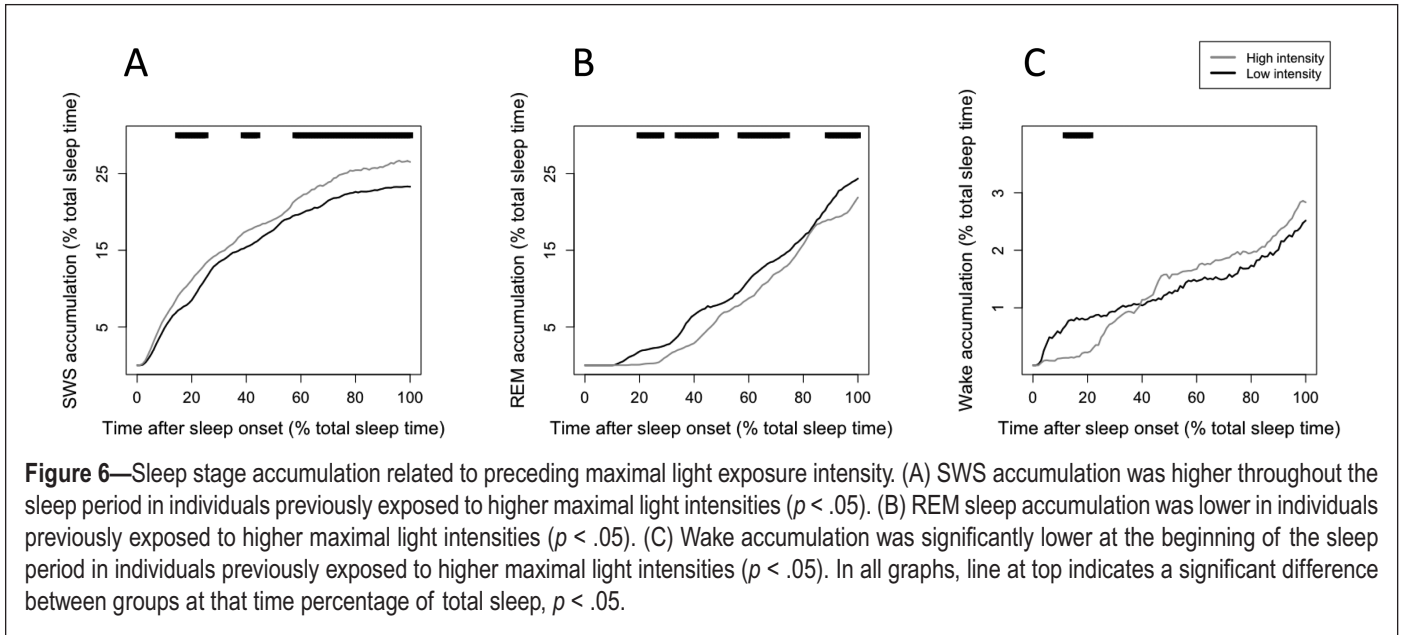 A
B
C
High intensity
Low intensity
SWS accumulation (% total sleep time)
5
15
25
0
20
40
60
80
100
Time after sleep onset (% total sleep time)
REM accumulation (% total sleep time)
5
15
25
0
20
40
60
80
100
Time after sleep onset (% total sleep time)
Wake accumulation (% total sleep time)
1
2
3
0
20
40
60
80
100
Time after sleep onset (% total sleep time)
Figure 6—Sleep stage accumulation related to preceding maximal light exposure intensity. (A) SWS accumulation was higher throughout the
sleep period in individuals previously exposed to higher maximal light intensities (p < .05). (B) REM sleep accumulation was lower in individuals
previously exposed to higher maximal light intensities (p < .05). (C) Wake accumulation was significantly lower at the beginning of the sleep
period in individuals previously exposed to higher maximal light intensities (p < .05). In all graphs, line at top indicates a significant difference
between groups at that time percentage of total sleep, p < .05.